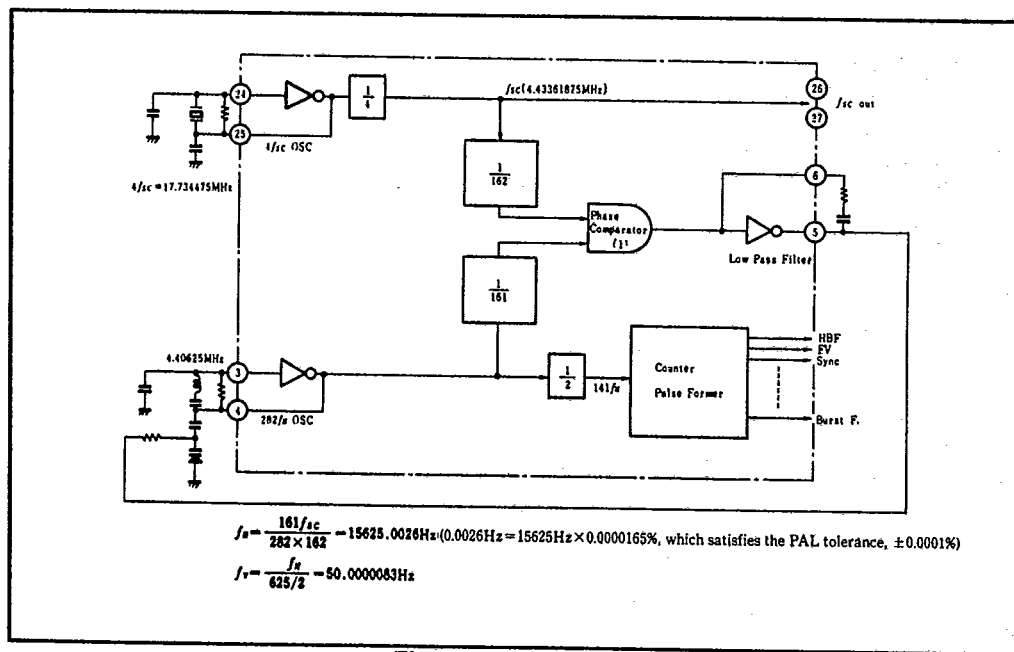 24
1
4
fsc(4.43361875MHz)
26
fsc out
27
25
4fsc OSC
4fsc=17.734475MHz
1
162
6
Phase
Comparator
(1)
5
Low Pass Filter
1
161
4.40625MHz
3
4
282fH OSC
1
2
141fH
Counter
Pulse Former
HBF
FV
Sync
Burst F.
fH=161fsc/282×162=15625.0026Hz (0.0026Hz=15625Hz×0.0000165%, which satisfies the PAL tolerance, ±0.0001%)
fV=fH/625/2=50.0000083Hz